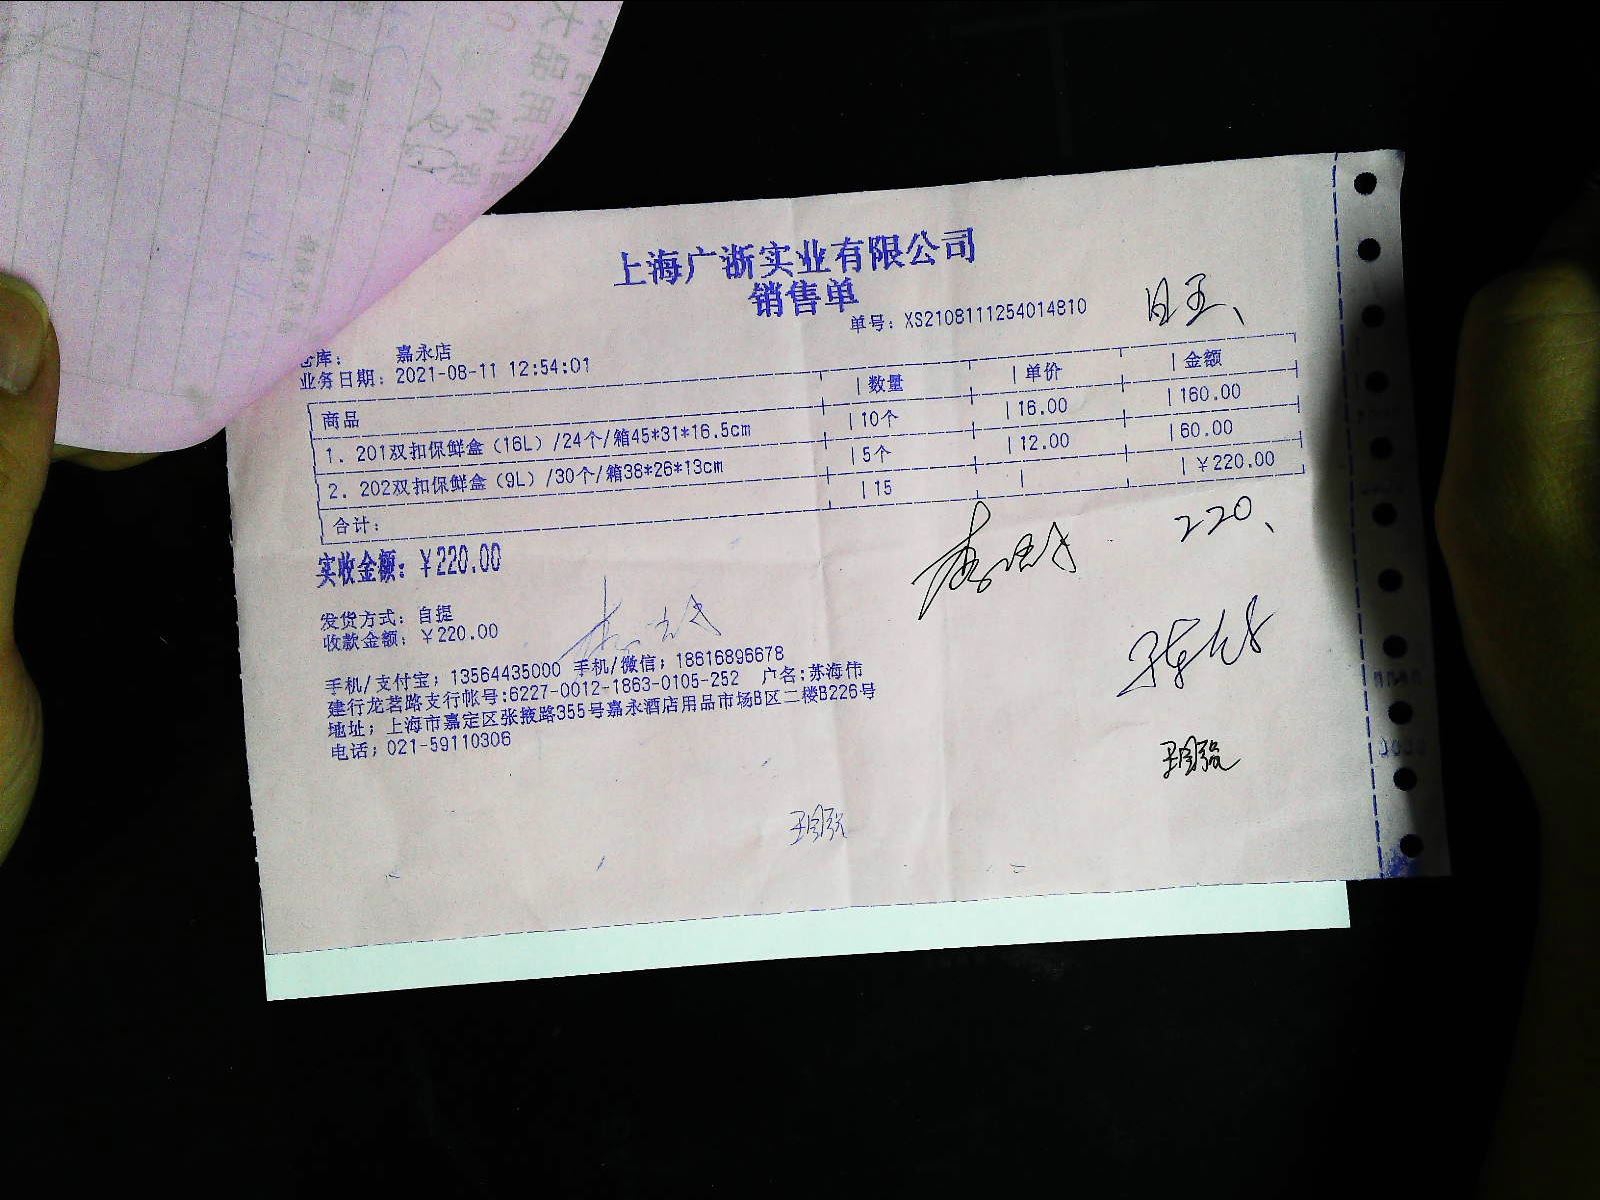 上海广浙实业有限公司
销售单
单号：XS2108111254014810
仓库： 嘉永店
业务日期：2021-08-11 12:54:01
商品 |数量 |单价 |金额
1. 201双扣保鲜盒（16L）/24个/箱45*31*16.5cm |10个 |16.00 |160.00
2. 202双扣保鲜盒（9L）/30个/箱38*26*13cm |5个 |12.00 |60.00
合计： |15 | |￥220.00
220、
实收金额：￥220.00
发货方式：自提
收款金额：￥220.00
手机/支付宝；13564435000 手机/微信；18616896678
建行龙茗路支行帐号:6227-0012-1863-0105-252 户名:苏海伟
地址；上海市嘉定区张掖路355号嘉永酒店用品市场B区二楼B226号
电话；021-59110306